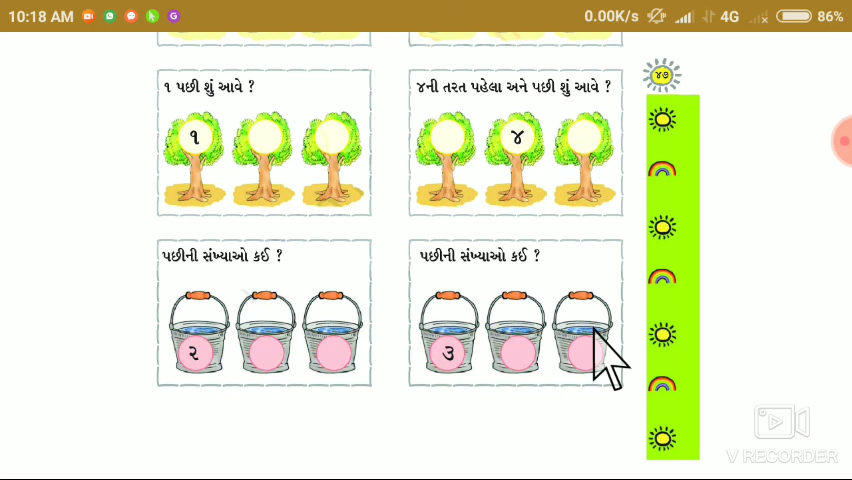 10:18 AM
0.00K/s 4G 86%
૧ પછી શું આવે ?
૪ની તરત પહેલા અને પછી શું આવે ?
૪૭
૧
૪
પછીની સંખ્યાઓ કઈ ?
પછીની સંખ્યાઓ કઈ ?
૨
૩
V RECORDER